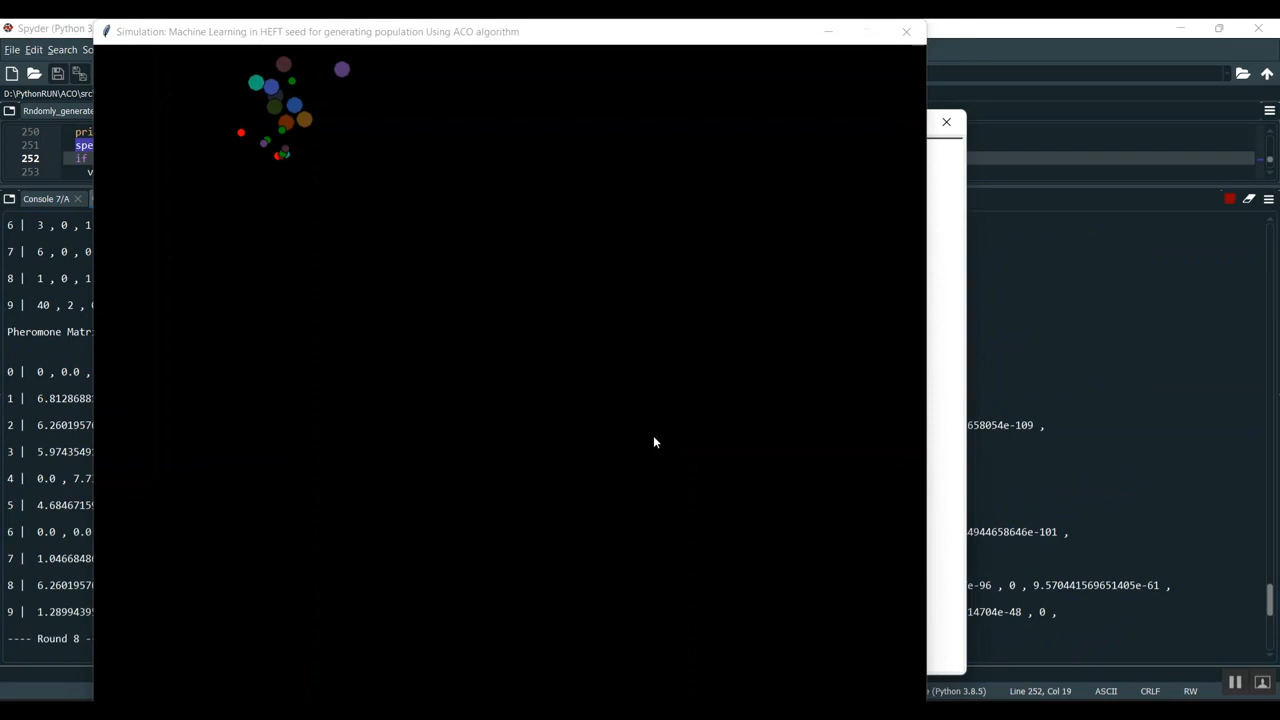 Spyder (Python 3
Simulation: Machine Learning in HEFT seed for generating population Using ACO algorithm
File Edit Search So
D:\PythonRUN\ACO\src
Rndomly_generate
250 pri
251 spe
252 if
253 v
Console 7/A
6 | 3 , 0 , 1
7 | 6 , 0 , 0
8 | 1 , 0 , 1
9 | 40 , 2 ,
Pheromone Matri
0 | 0 , 0.0 ,
1 | 6.8128688
2 | 6.2601957 658054e-109 ,
3 | 5.9743549
4 | 0.0 , 7.7
5 | 4.6846715
6 | 0.0 , 0.0 4944658646e-101 ,
7 | 1.0466848
8 | 6.2601957 e-96 , 0 , 9.570441569651405e-61 ,
9 | 1.2899439 14704e-48 , 0 ,
---- Round 8 --
(Python 3.8.5) Line 252, Col 19 ASCII CRLF RW